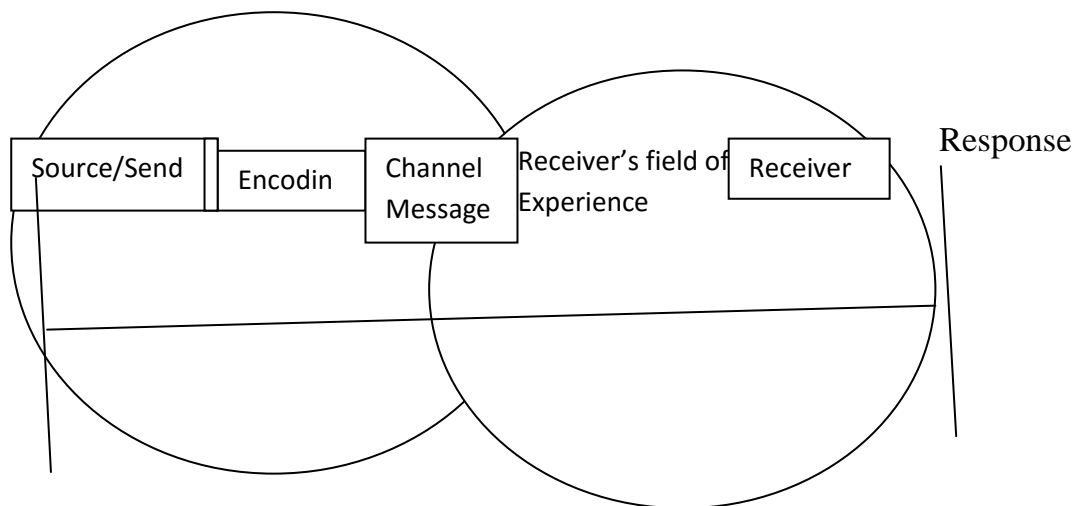 Source/Send
Encodin
Channel
Message
Receiver’s field of
Experience
Receiver
Response